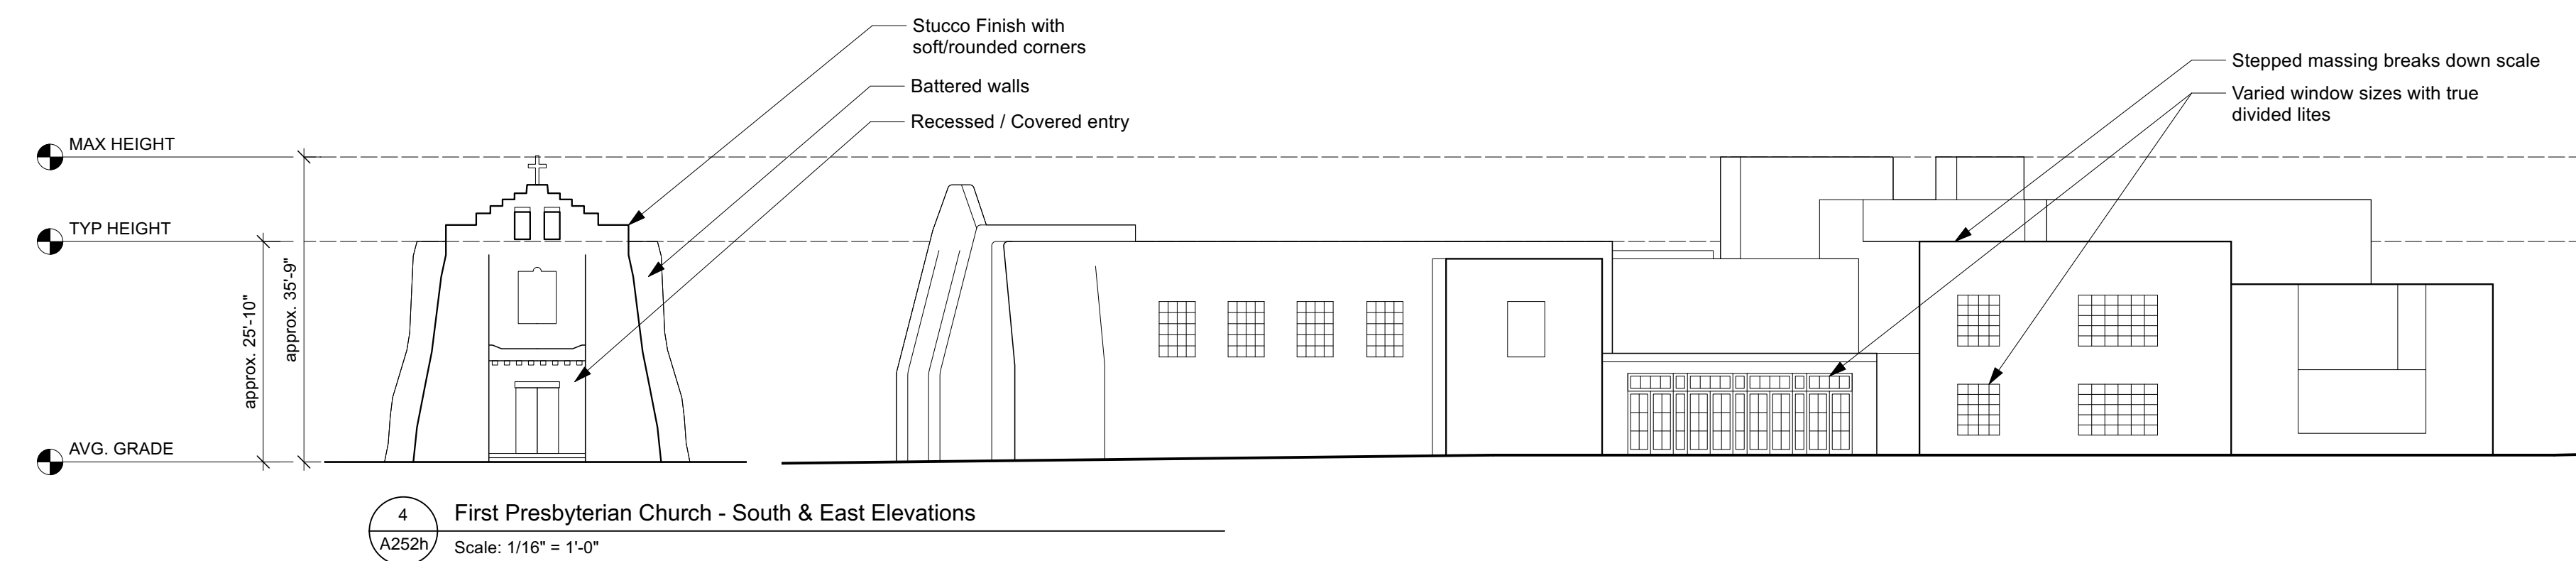 Stucco Finish with
soft/rounded corners
Battered walls
Recessed / Covered entry
Stepped massing breaks down scale
Varied window sizes with true
divided lites
MAX HEIGHT
TYP HEIGHT
approx. 25'-10"
approx. 35'-9"
AVG. GRADE
4
A252h
First Presbyterian Church - South & East Elevations
Scale: 1/16" = 1'-0"